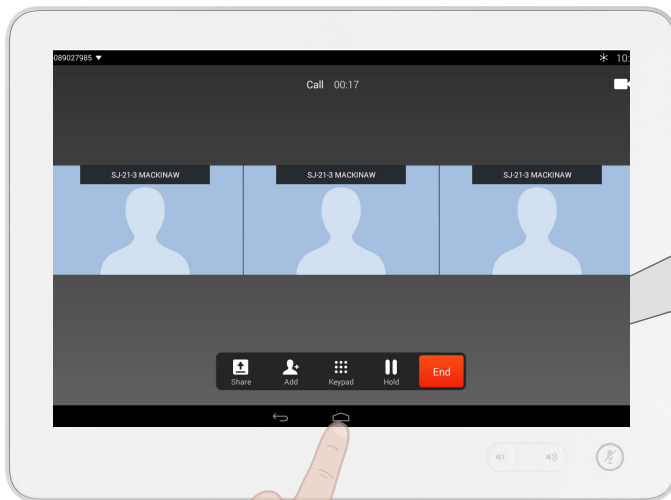 089027985
10:
Call 00:17
SJ-21-3 MACKINAW SJ-21-3 MACKINAW SJ-21-3 MACKINAW
Share Add Keypad Hold End